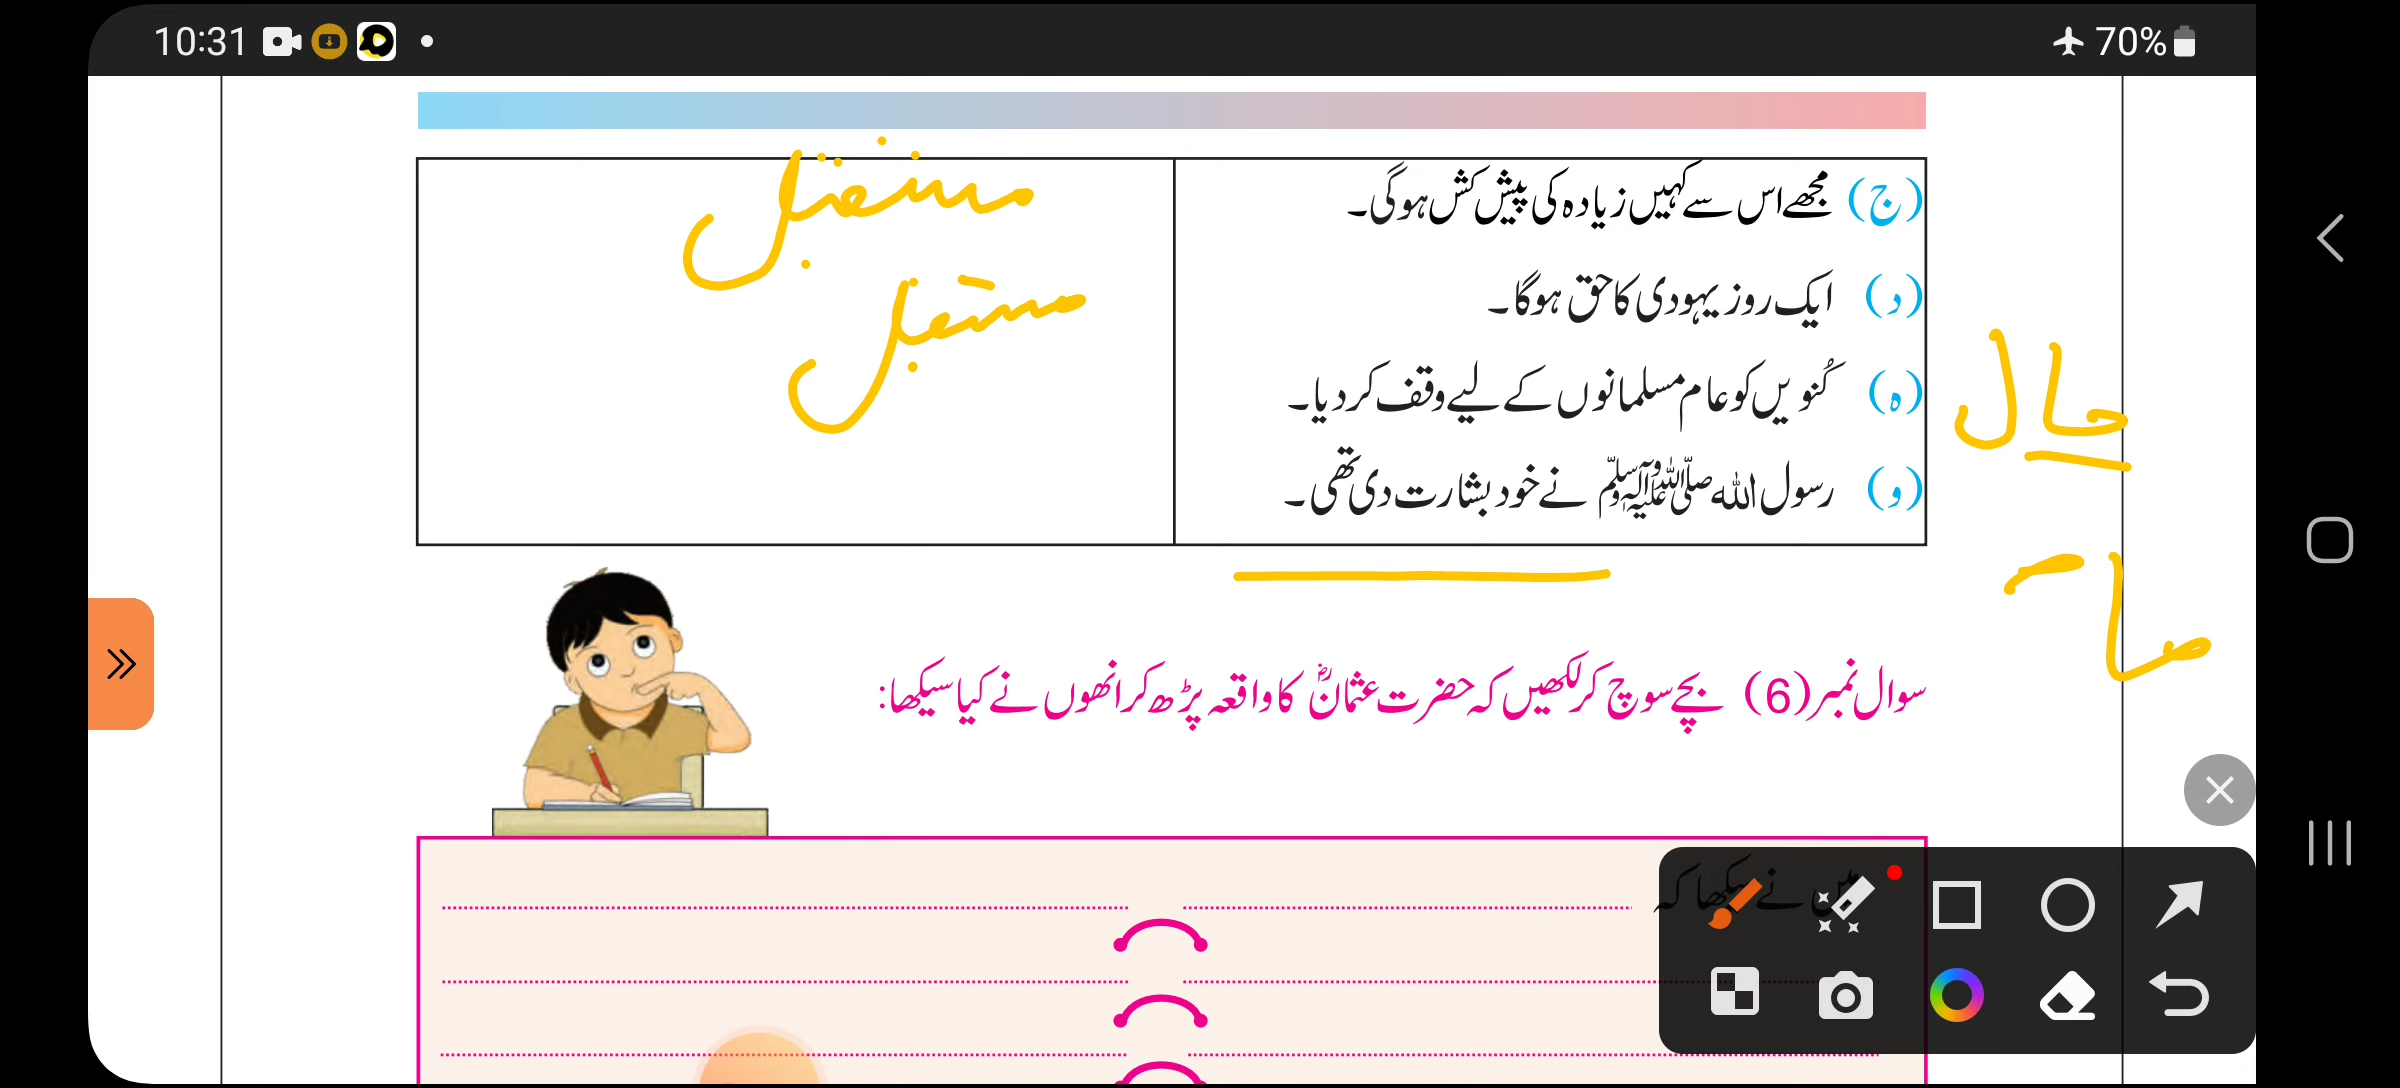 10:31
70%
(ج) مجھے اس سے کہیں زیادہ کی پیش کش ہوگی۔
مستقبل
(د) ایک روز یہودی کا حق ہوگا۔
مستقبل
(ہ) کُنویں کو عام مسلمانوں کے لیے وقف کر دیا۔
حال
(و) رسول اللہ صلی اللہ علیہ وآلہ وسلم نے خود بشارت دی تھی۔
سوال نمبر (6) بچے سوچ کر لکھیں کہ حضرت عثمانؓ کا واقعہ پڑھ کر انھوں نے کیا سیکھا:
میں نے سیکھا کہ